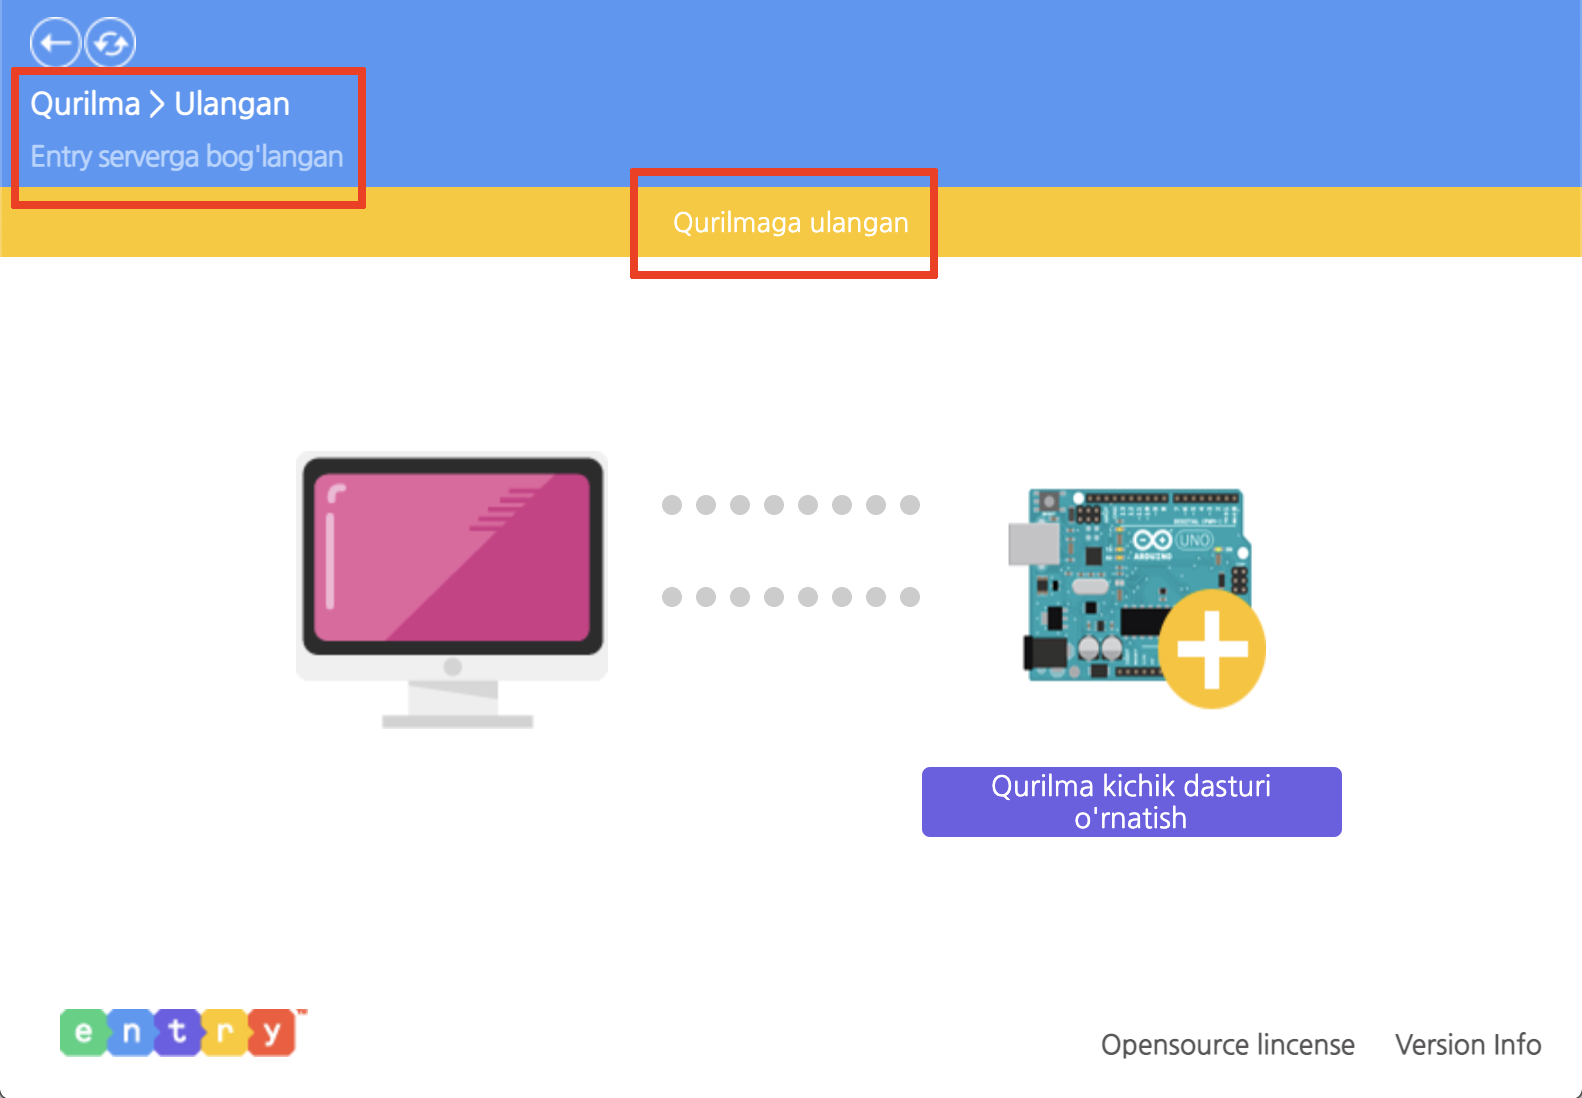 Qurilma > Ulangan
Entry serverga bog'langan
Qurilmaga ulangan
ARDUINO
UNO
Qurilma kichik dasturi
o'rnatish
entry
Opensource lincense
Version Info